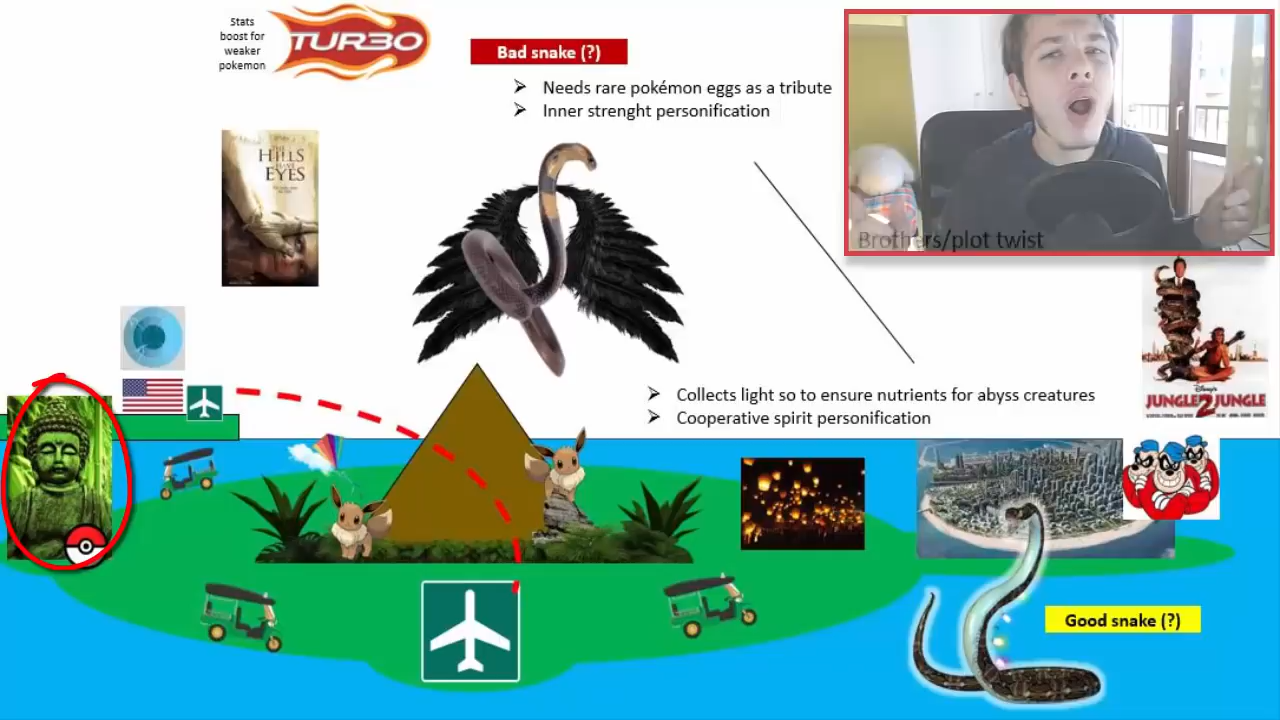 Stats
boost for
weaker
pokemon
TUR3O
Bad snake (?)
➢ Needs rare pokémon eggs as a tribute
➢ Inner strenght personification
THE
HILLS
HAVE
EYES
Brothers/plot twist
➢ Collects light so to ensure nutrients for abyss creatures
➢ Cooperative spirit personification
Disney's
JUNGLE 2 JUNGLE
Good snake (?)